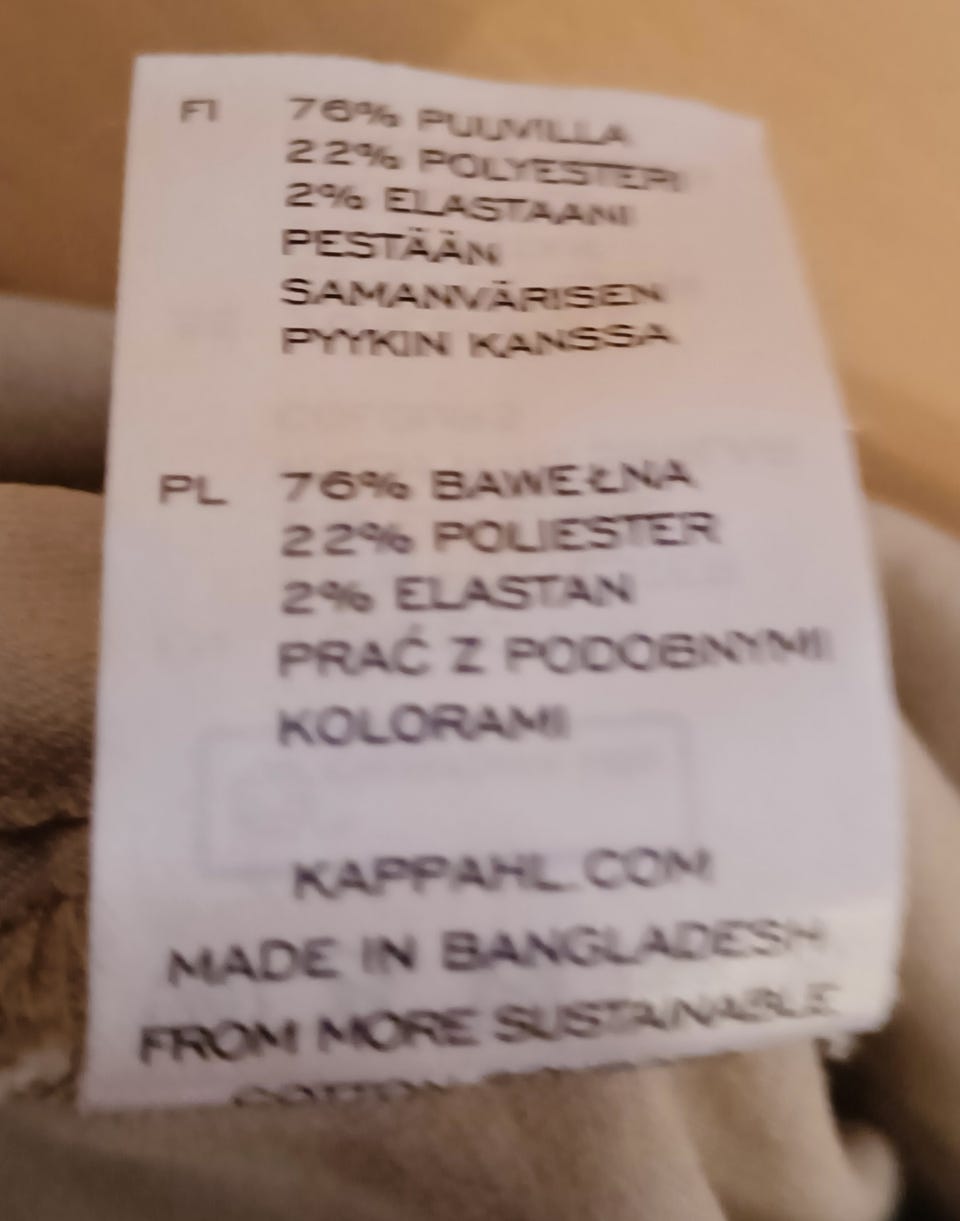 FI 76% PUUVILLA
22% POLYESTERI
2% ELASTAANI
PESTÄÄN
SAMANVÄRISEN
PYYKIN KANSSA
PL 76% BAWEŁNA
22% POLIESTER
2% ELASTAN
PRAĆ Z PODOBNYMI
KOLORAMI
KAPPAHL.COM
MADE IN BANGLADESH
FROM MORE SUSTAINABLE
COTTON